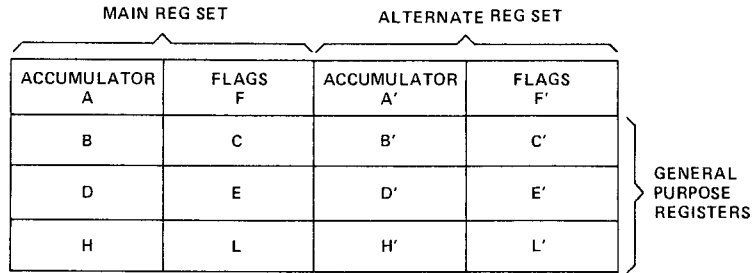 MAIN REG SET
ALTERNATE REG SET
ACCUMULATOR
A
FLAGS
F
ACCUMULATOR
A'
FLAGS
F'
B
C
B'
C'
D
E
D'
E'
H
L
H'
L'
GENERAL
PURPOSE
REGISTERS